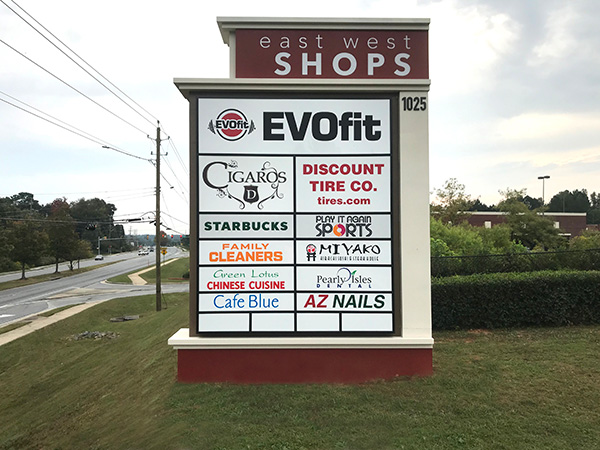 east west
SHOPS
1025
EVOfit
EVOfit
CIGAROS
D
DISCOUNT
TIRE CO.
tires.com
STARBUCKS
PLAY IT AGAIN
SPORTS
FAMILY
CLEANERS
MIYAKO
Green Lotus
CHINESE CUISINE
Pearly Isles
DENTAL
Cafe Blue
AZ NAILS